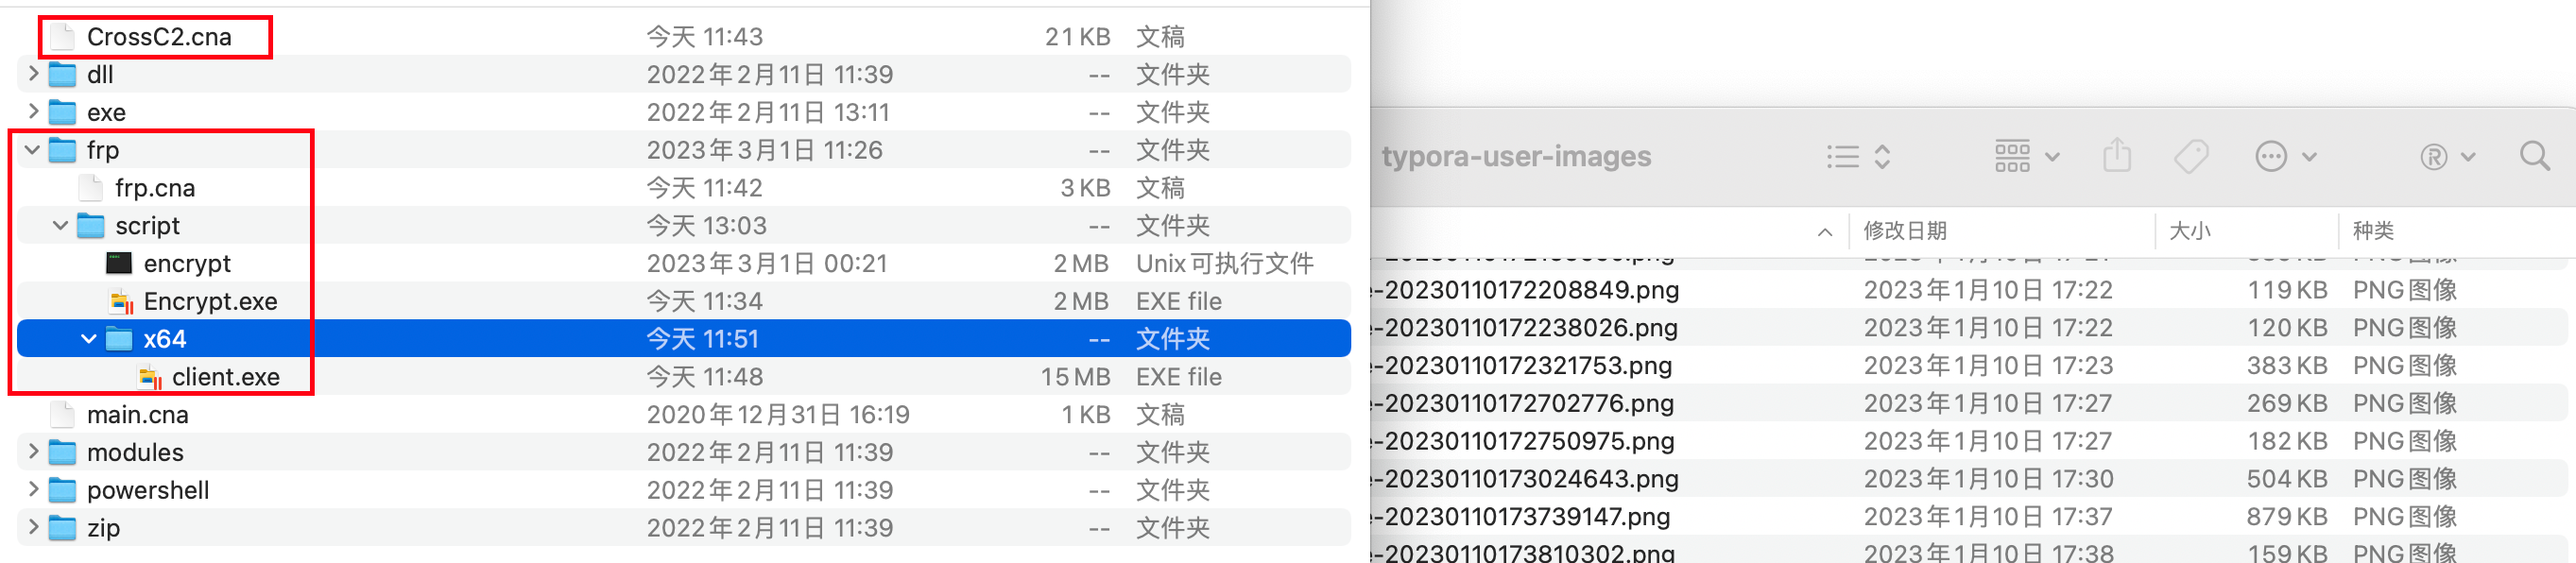 CrossC2.cna 今天 11:43 21 KB 文稿
dll 2022年2月11日 11:39 -- 文件夹
exe 2022年2月11日 13:11 -- 文件夹
frp 2023年3月1日 11:26 -- 文件夹
frp.cna 今天 11:42 3 KB 文稿
script 今天 13:03 -- 文件夹
encrypt 2023年3月1日 00:21 2 MB Unix可执行文件
Encrypt.exe 今天 11:34 2 MB EXE file
x64 今天 11:51 -- 文件夹
client.exe 今天 11:48 15 MB EXE file
main.cna 2020年12月31日 16:19 1 KB 文稿
modules 2022年2月11日 11:39 -- 文件夹
powershell 2022年2月11日 11:39 -- 文件夹
zip 2022年2月11日 11:39 -- 文件夹
typora-user-images
修改日期 大小 种类
-20230110172208849.png 2023年1月10日 17:22 119 KB PNG图像
-20230110172238026.png 2023年1月10日 17:22 120 KB PNG图像
-20230110172321753.png 2023年1月10日 17:23 383 KB PNG图像
-20230110172702776.png 2023年1月10日 17:27 269 KB PNG图像
-20230110172750975.png 2023年1月10日 17:27 182 KB PNG图像
-20230110173024643.png 2023年1月10日 17:30 504 KB PNG图像
-20230110173739147.png 2023年1月10日 17:37 879 KB PNG图像
-20230110173810302.png 2023年1月10日 17:38 159 KB PNG图像